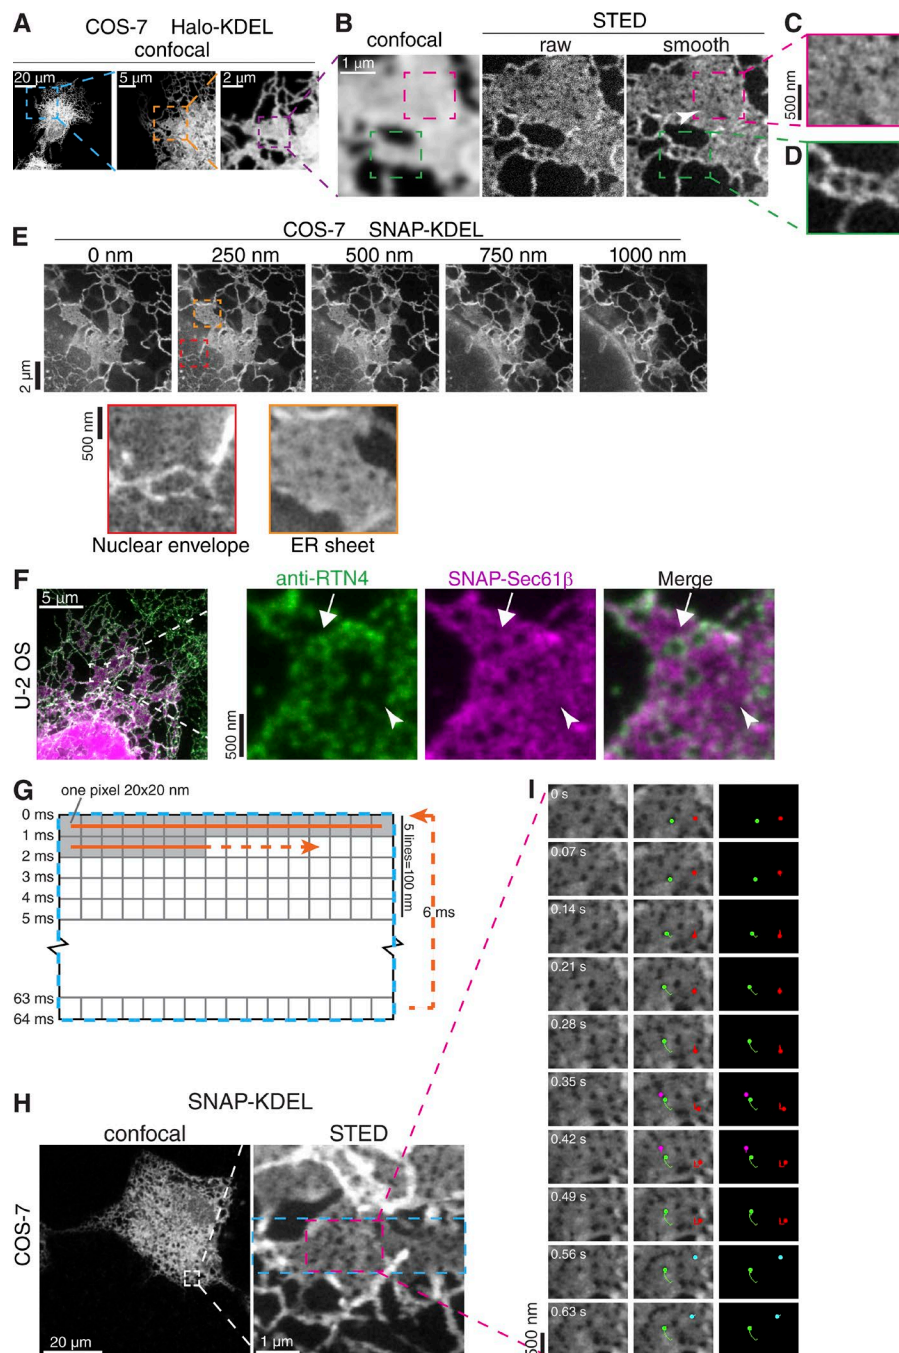 A
COS-7 Halo-KDEL
confocal
20 μm
5 μm
2 μm
B
confocal
STED
raw
smooth
1 μm
C
500 nm
D
E
COS-7 SNAP-KDEL
0 nm
250 nm
500 nm
750 nm
1000 nm
2 μm
500 nm
Nuclear envelope
ER sheet
F
5 μm
U-2 OS
anti-RTN4
SNAP-Sec61β
Merge
500 nm
G
one pixel 20x20 nm
0 ms
1 ms
2 ms
3 ms
4 ms
5 ms
63 ms
64 ms
5 lines=100 nm
6 ms
H
SNAP-KDEL
confocal
STED
COS-7
20 μm
1 μm
I
0 s
0.07 s
0.14 s
0.21 s
0.28 s
0.35 s
0.42 s
0.49 s
0.56 s
0.63 s
500 nm